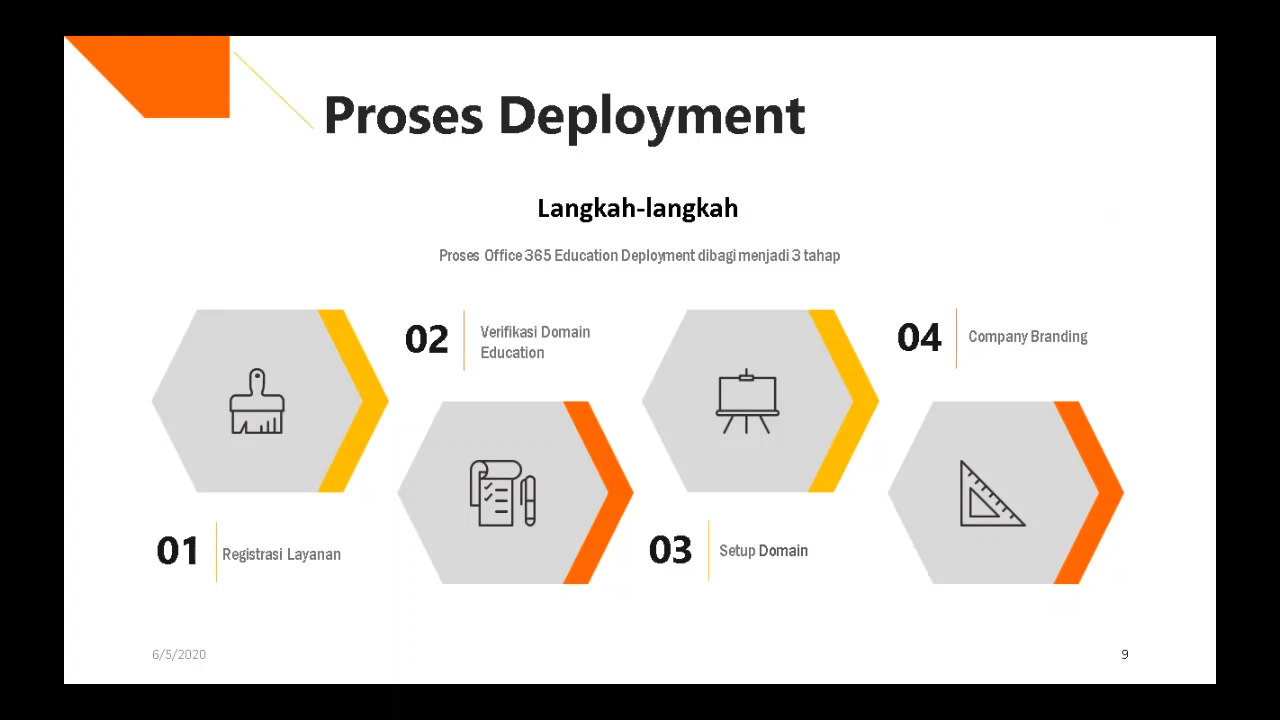 Proses Deployment
Langkah-langkah
Proses Office 365 Education Deployment dibagi menjadi 3 tahap
01
Registrasi Layanan
02
Verifikasi Domain
Education
03
Setup Domain
04
Company Branding
6/5/2020
9